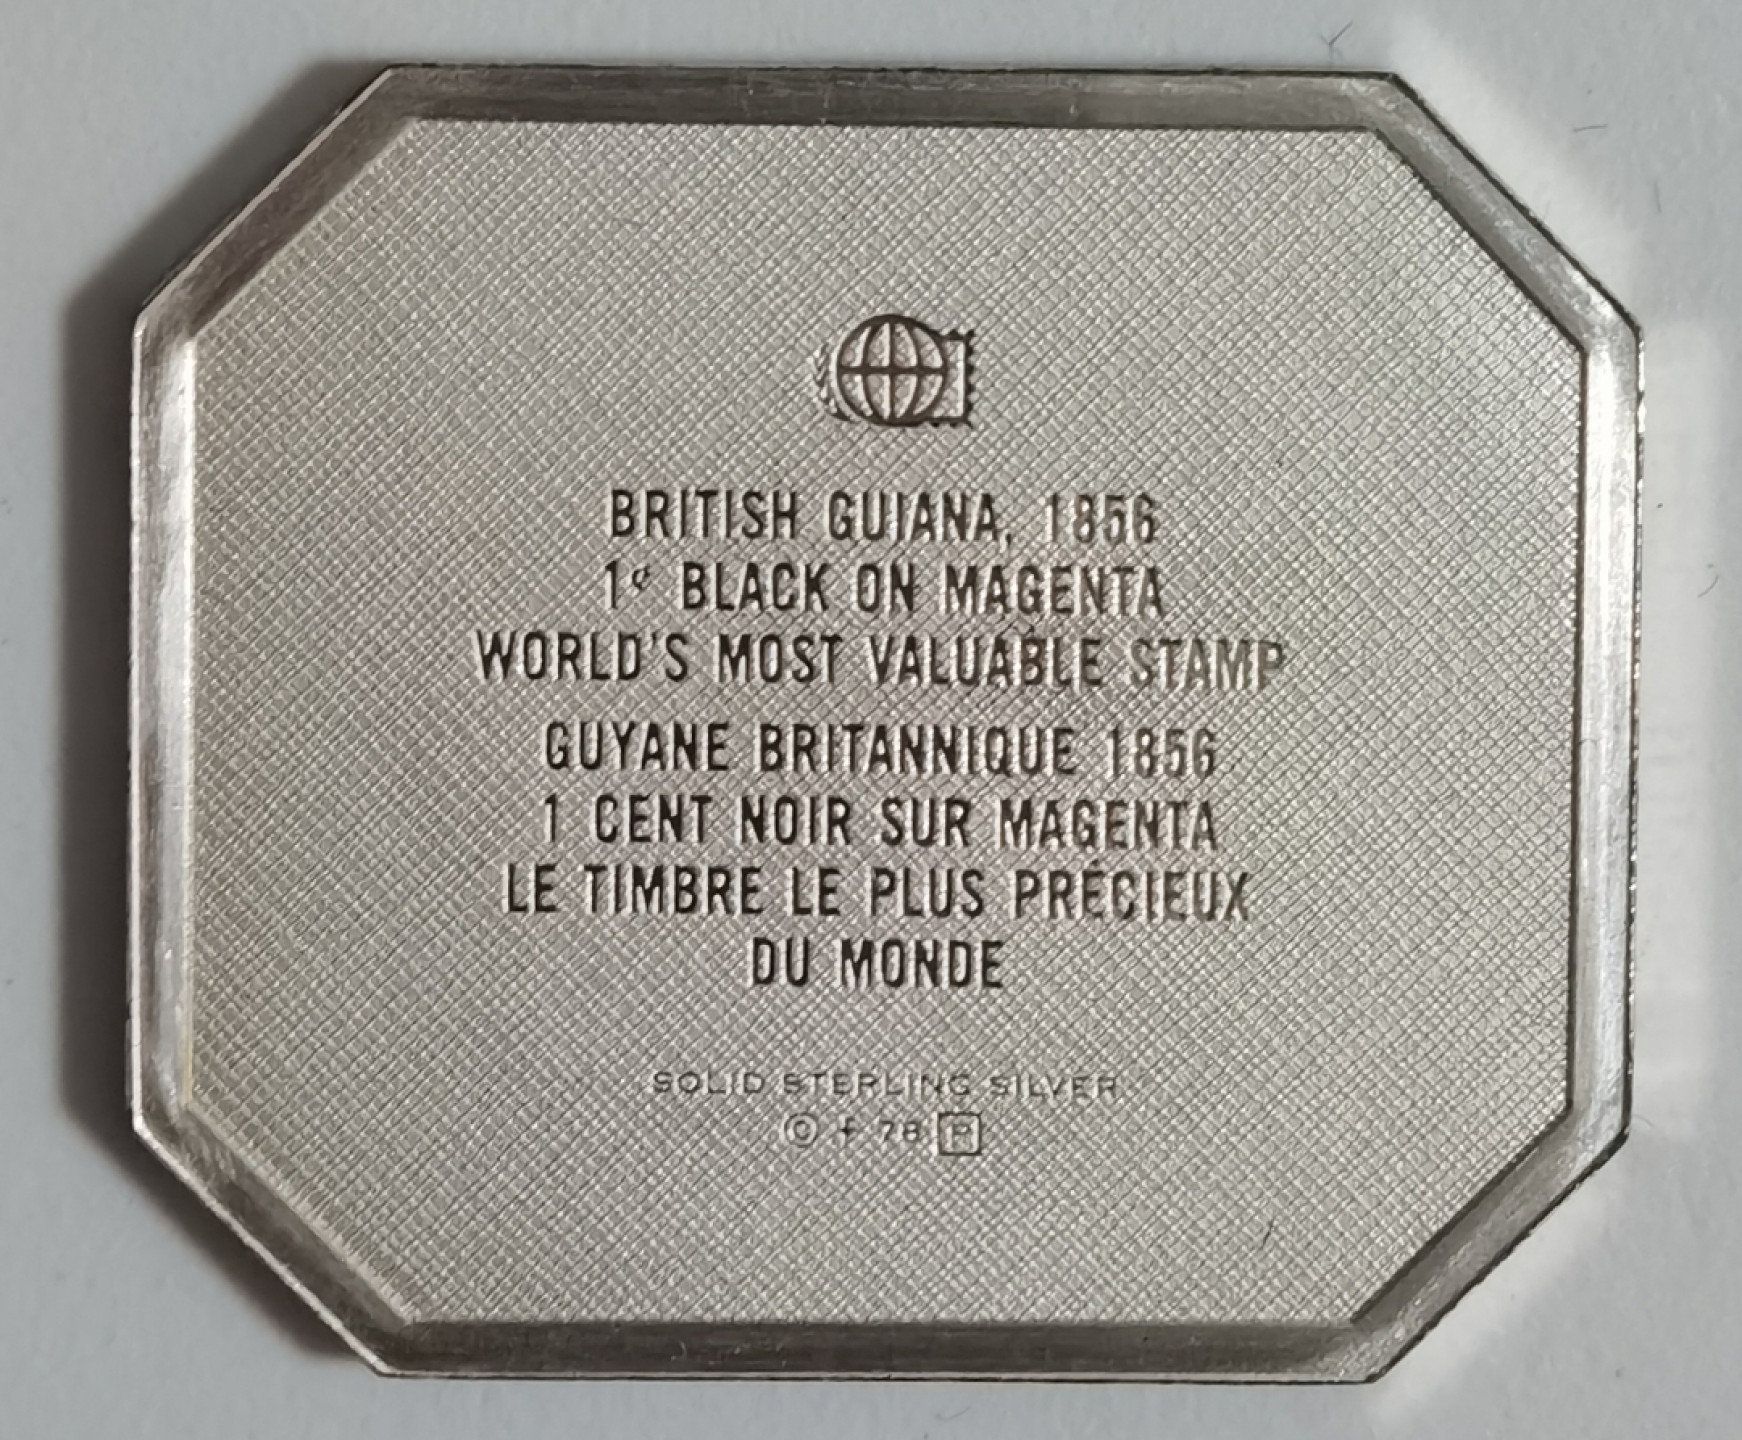 BRITISH GUIANA, 1856
1¢ BLACK ON MAGENTA
WORLD'S MOST VALUABLE STAMP
GUYANE BRITANNIQUE 1856
1 CENT NOIR SUR MAGENTA
LE TIMBRE LE PLUS PRÉCIEUX
DU MONDE
SOLID STERLING SILVER
© f 78 P